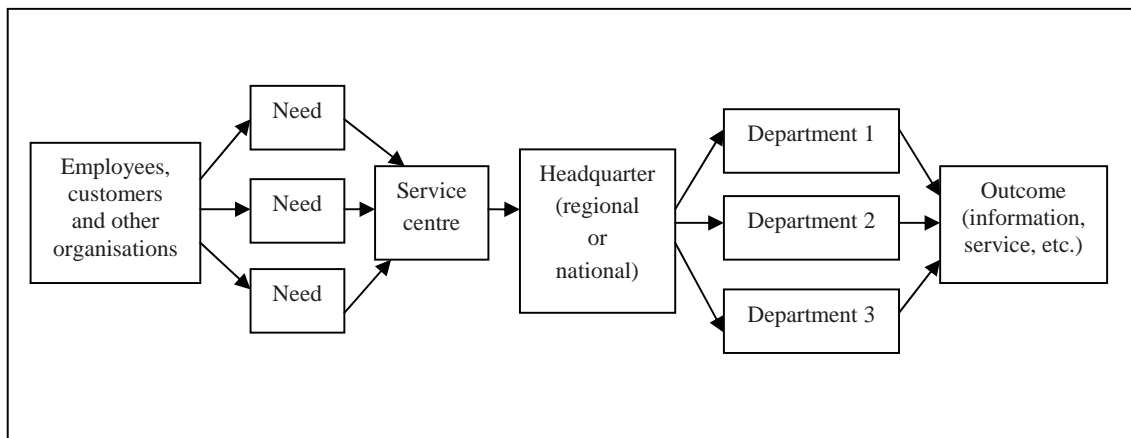 Employees,
customers
and other
organisations
Need
Need
Need
Service
centre
Headquarter
(regional
or
national)
Department 1
Department 2
Department 3
Outcome
(information,
service, etc.)